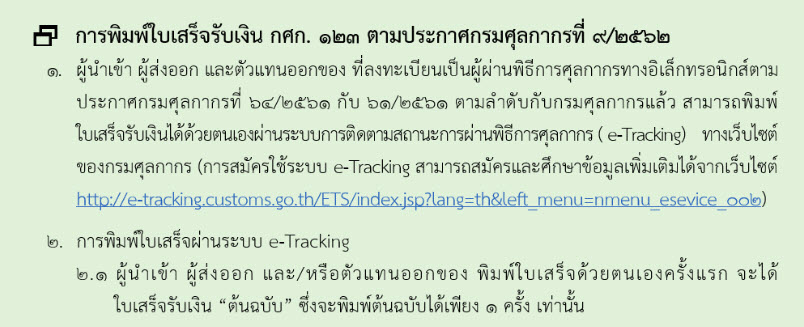 การพิมพ์ใบเสร็จรับเงิน กศก. ๑๒๓ ตามประกาศกรมศุลกากรที่ ๙/๒๕๖๒
๑. ผู้นำเข้า ผู้ส่งออก และตัวแทนออกของ ที่ลงทะเบียนเป็นผู้ผ่านพิธีการศุลกากรทางอิเล็กทรอนิกส์ตาม
ประกาศกรมศุลกากรที่ ๖๔/๒๕๖๑ กับ ๖๑/๒๕๖๑ ตามลำดับกับกรมศุลกากรแล้ว สามารถพิมพ์
ใบเสร็จรับเงินได้ด้วยตนเองผ่านระบบการติดตามสถานะการผ่านพิธีการศุลกากร ( e-Tracking) ทางเว็บไซต์
ของกรมศุลกากร (การสมัครใช้ระบบ e-Tracking สามารถสมัครและศึกษาข้อมูลเพิ่มเติมได้จากเว็บไซต์
http://e-tracking.customs.go.th/ETS/index.jsp?lang=th&left_menu=nmenu_esevice_๐๐๒)
๒. การพิมพ์ใบเสร็จผ่านระบบ e-Tracking
๒.๑ ผู้นำเข้า ผู้ส่งออก และ/หรือตัวแทนออกของ พิมพ์ใบเสร็จด้วยตนเองครั้งแรก จะได้
ใบเสร็จรับเงิน “ต้นฉบับ” ซึ่งจะพิมพ์ต้นฉบับได้เพียง ๑ ครั้ง เท่านั้น